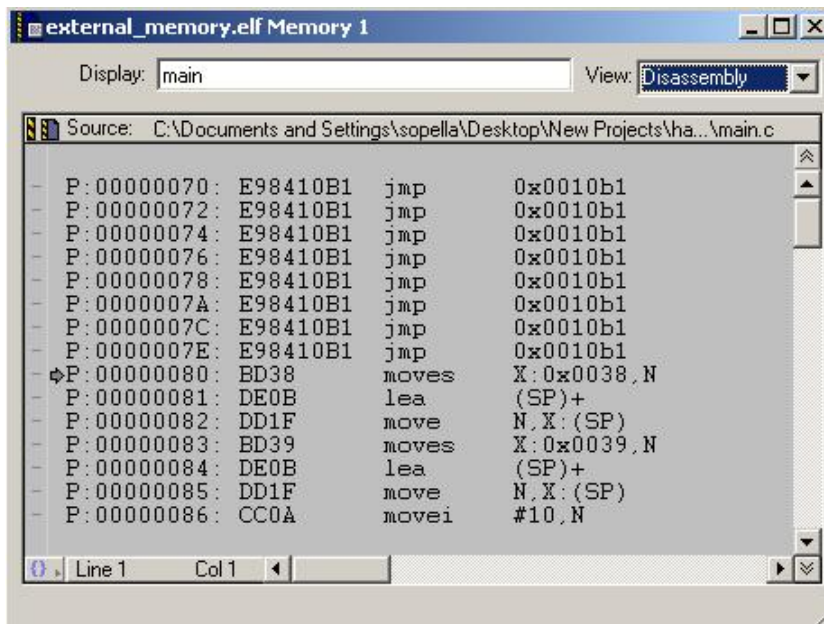 external_memory.elf Memory 1
Display: main View: Disassembly
Source: C:\Documents and Settings\sopella\Desktop\New Projects\ha...\main.c
P:00000070: E98410B1 jmp 0x0010b1
P:00000072: E98410B1 jmp 0x0010b1
P:00000074: E98410B1 jmp 0x0010b1
P:00000076: E98410B1 jmp 0x0010b1
P:00000078: E98410B1 jmp 0x0010b1
P:0000007A: E98410B1 jmp 0x0010b1
P:0000007C: E98410B1 jmp 0x0010b1
P:0000007E: E98410B1 jmp 0x0010b1
P:00000080: BD38 moves X:0x0038,N
P:00000081: DE0B lea (SP)+
P:00000082: DD1F move N,X:(SP)
P:00000083: BD39 moves X:0x0039,N
P:00000084: DE0B lea (SP)+
P:00000085: DD1F move N,X:(SP)
P:00000086: CC0A movei #10,N
Line 1 Col 1